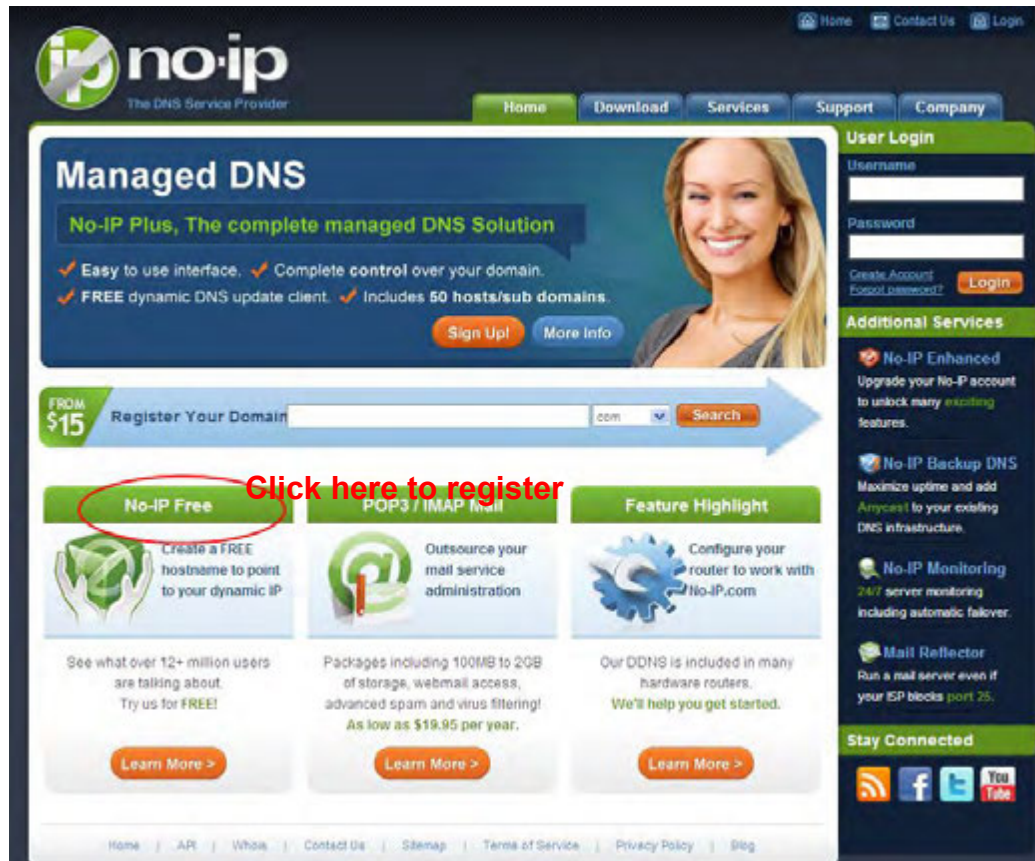 Home Contact Us Login
ip no·ip
The DNS Service Provider
Home Download Services Support Company
Managed DNS
No-IP Plus, The complete managed DNS Solution
Easy to use interface. Complete control over your domain.
FREE dynamic DNS update client. Includes 50 hosts/sub domains.
Sign Up! More Info
User Login
Username
Password
Create Account
Forgot password?
Login
FROM
$15
Register Your Domain
com
Search
Click here to register
No-IP Free
Create a FREE
hostname to point
to your dynamic IP
See what over 12+ million users
are talking about.
Try us for FREE!
Learn More >
POP3 / IMAP Mail
Outsource your
mail service
administration
Packages including 100MB to 2GB
of storage, webmail access,
advanced spam and virus filtering!
As low as $19.95 per year.
Learn More >
Feature Highlight
Configure your
router to work with
No-IP.com
Our DDNS is included in many
hardware routers.
We'll help you get started.
Learn More >
Additional Services
No-IP Enhanced
Upgrade your No-IP account
to unlock many exciting
features.
No-IP Backup DNS
Maximize uptime and add
Anycast to your existing
DNS infrastructure.
No-IP Monitoring
24/7 server monitoring
including automatic failover.
Mail Reflector
Run a mail server even if
your ISP blocks port 25.
Stay Connected
f t You
Tube
Home | API | Whois | Contact Us | Sitemap | Terms of Service | Privacy Policy | Blog